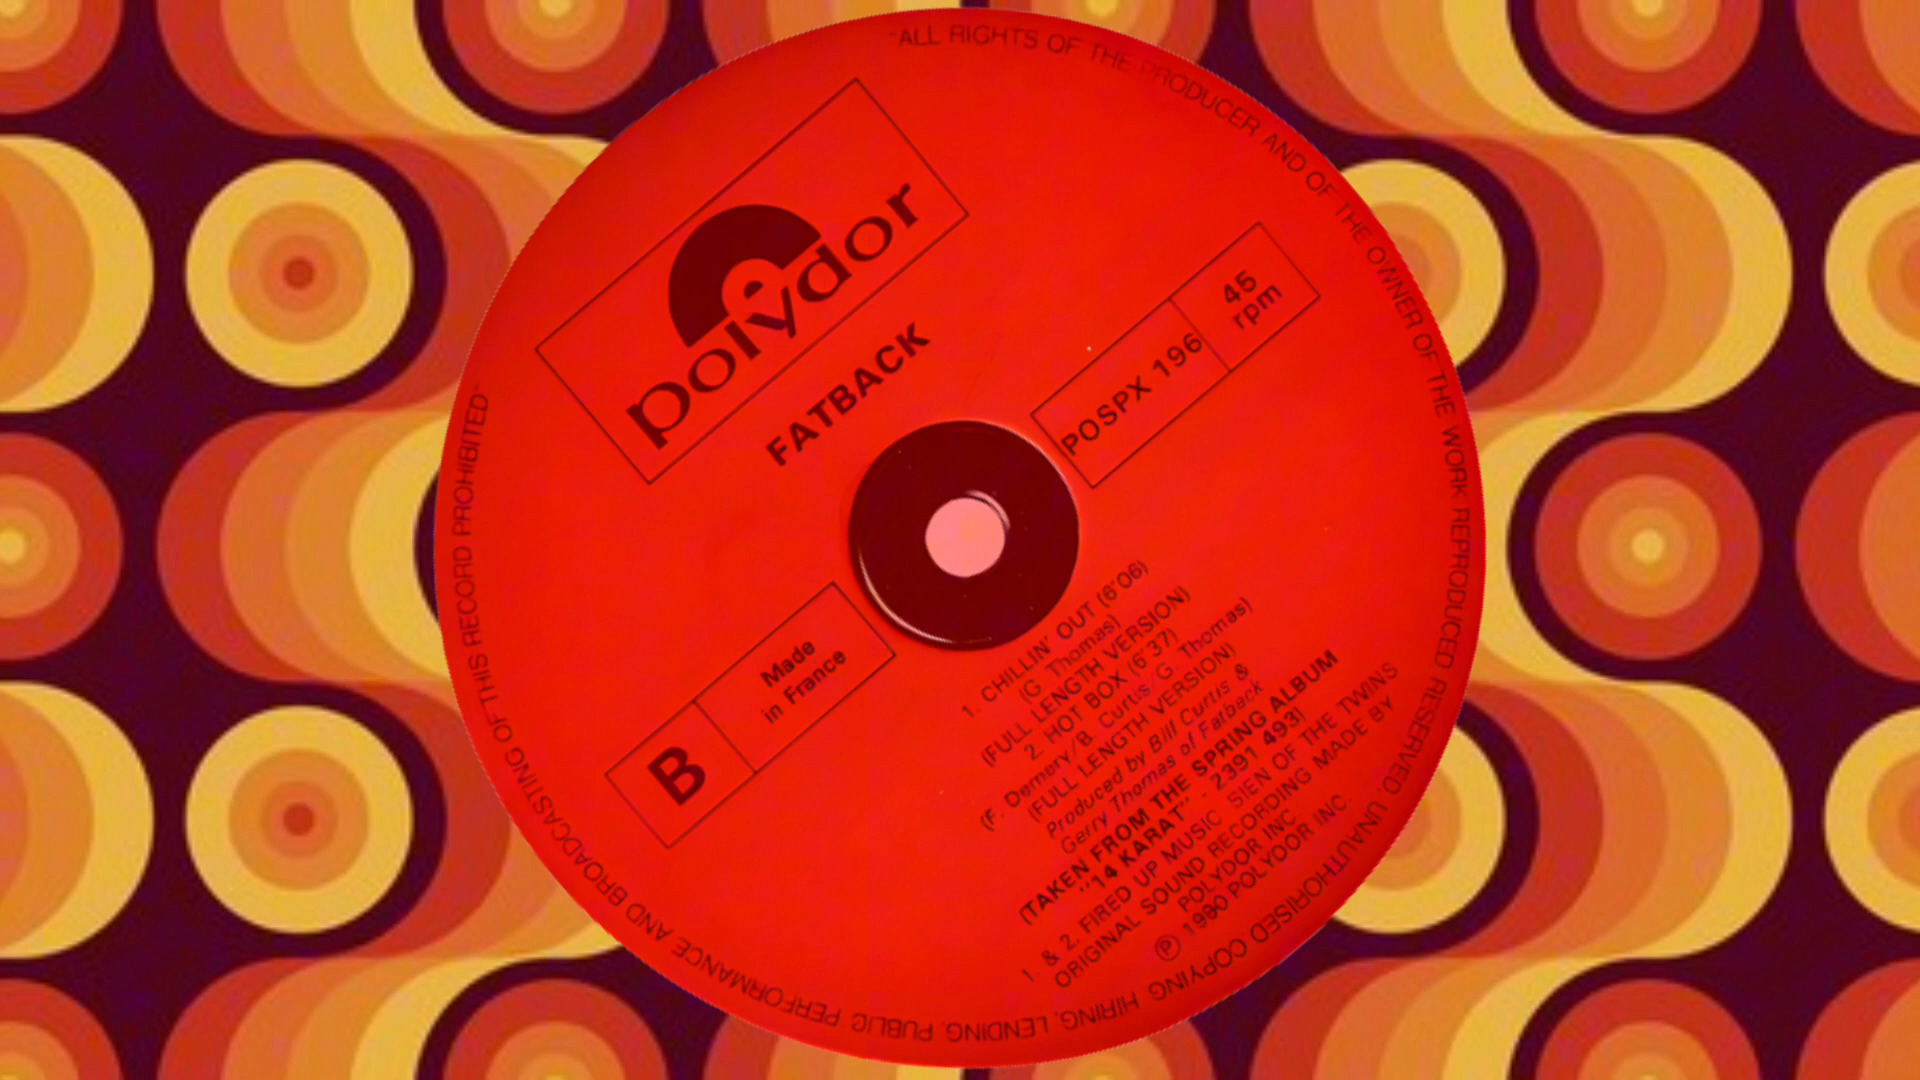 polydor
FATBACK
POSPX 196
45
rpm
B
Made
in France
1. CHILLIN' OUT (6'06)
(G. Thomas)
(FULL LENGTH VERSION)
2. HOT BOX (6'37)
(F. Demery/B. Curtis/G. Thomas)
(FULL LENGTH VERSION)
Produced by Bill Curtis &
Gerry Thomas of Fatback
(TAKEN FROM THE SPRING ALBUM
"14 KARAT" - 2391 493)
1. & 2. FIRED UP MUSIC. SIEN OF THE TWINS
ORIGINAL SOUND RECORDING MADE BY
POLYDOR INC.
℗ 1980 POLYDOR INC.
"ALL RIGHTS OF THE PRODUCER AND OF THE OWNER OF THE WORK REPRODUCED RESERVED. UNAUTHORISED COPYING, HIRING, LENDING, PUBLIC PERFORMANCE AND BROADCASTING OF THIS RECORD PROHIBITED"